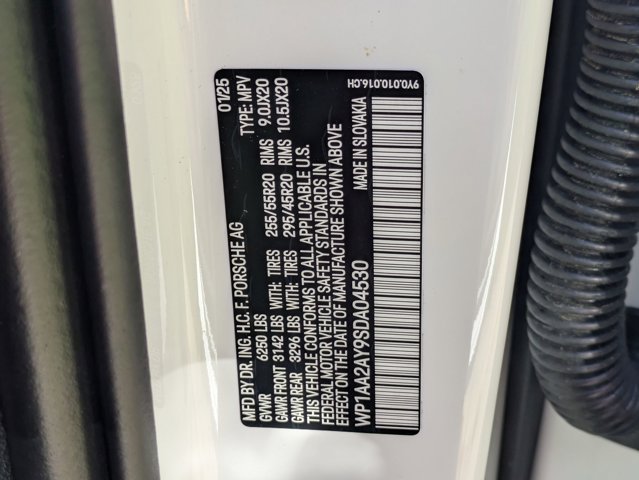 MFD BY DR. ING. H.C. F. PORSCHE AG 01/25
GVWR 6250 LBS TYPE: MPV
GAWR FRONT 3142 LBS WITH: TIRES 255/55R20 RIMS 9.0JX20
GAWR REAR 3296 LBS WITH: TIRES 295/45R20 RIMS 10.5JX20
THIS VEHICLE CONFORMS TO ALL APPLICABLE U.S.
FEDERAL MOTOR VEHICLE SAFETY STANDARDS IN
EFFECT ON THE DATE OF MANUFACTURE SHOWN ABOVE
WP1AA2AY9SDA04530 MADE IN SLOVAKIA
9Y0.010.016.CH